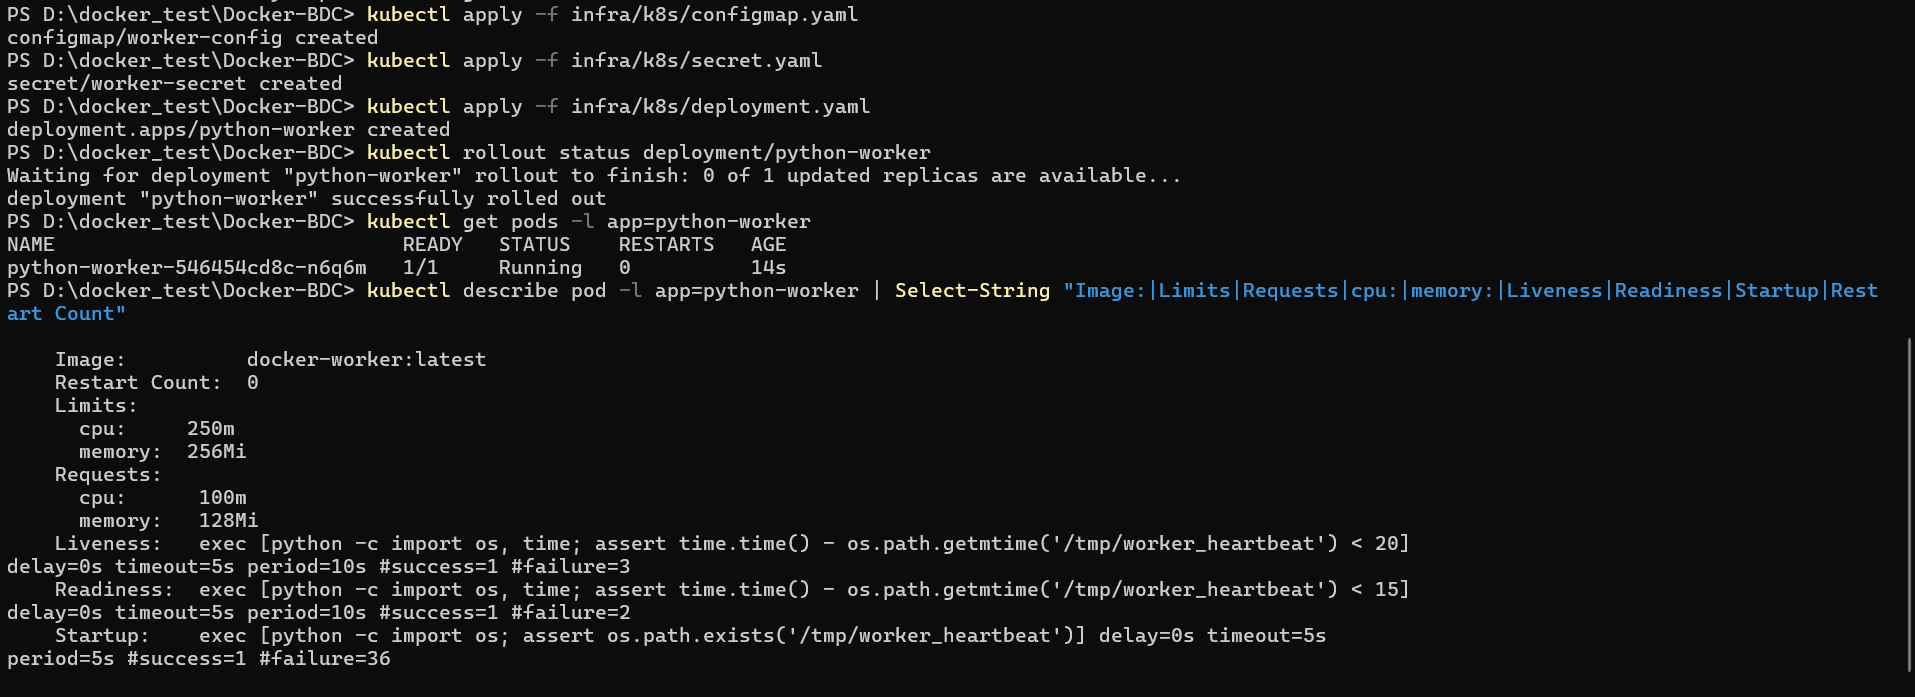 PS D:\docker_test\Docker-BDC> kubectl apply -f infra/k8s/configmap.yaml
configmap/worker-config created
PS D:\docker_test\Docker-BDC> kubectl apply -f infra/k8s/secret.yaml
secret/worker-secret created
PS D:\docker_test\Docker-BDC> kubectl apply -f infra/k8s/deployment.yaml
deployment.apps/python-worker created
PS D:\docker_test\Docker-BDC> kubectl rollout status deployment/python-worker
Waiting for deployment "python-worker" rollout to finish: 0 of 1 updated replicas are available...
deployment "python-worker" successfully rolled out
PS D:\docker_test\Docker-BDC> kubectl get pods -l app=python-worker
NAME                             READY   STATUS    RESTARTS   AGE
python-worker-546454cd8c-n6q6m   1/1     Running   0          14s
PS D:\docker_test\Docker-BDC> kubectl describe pod -l app=python-worker | Select-String "Image:|Limits|Requests|cpu:|memory:|Liveness|Readiness|Startup|Rest
art Count"

    Image:          docker-worker:latest
    Restart Count:  0
    Limits:
      cpu:     250m
      memory:  256Mi
    Requests:
      cpu:      100m
      memory:   128Mi
    Liveness:   exec [python -c import os, time; assert time.time() - os.path.getmtime('/tmp/worker_heartbeat') < 20]
delay=0s timeout=5s period=10s #success=1 #failure=3
    Readiness:  exec [python -c import os, time; assert time.time() - os.path.getmtime('/tmp/worker_heartbeat') < 15]
delay=0s timeout=5s period=10s #success=1 #failure=2
    Startup:    exec [python -c import os; assert os.path.exists('/tmp/worker_heartbeat')] delay=0s timeout=5s
period=5s #success=1 #failure=36